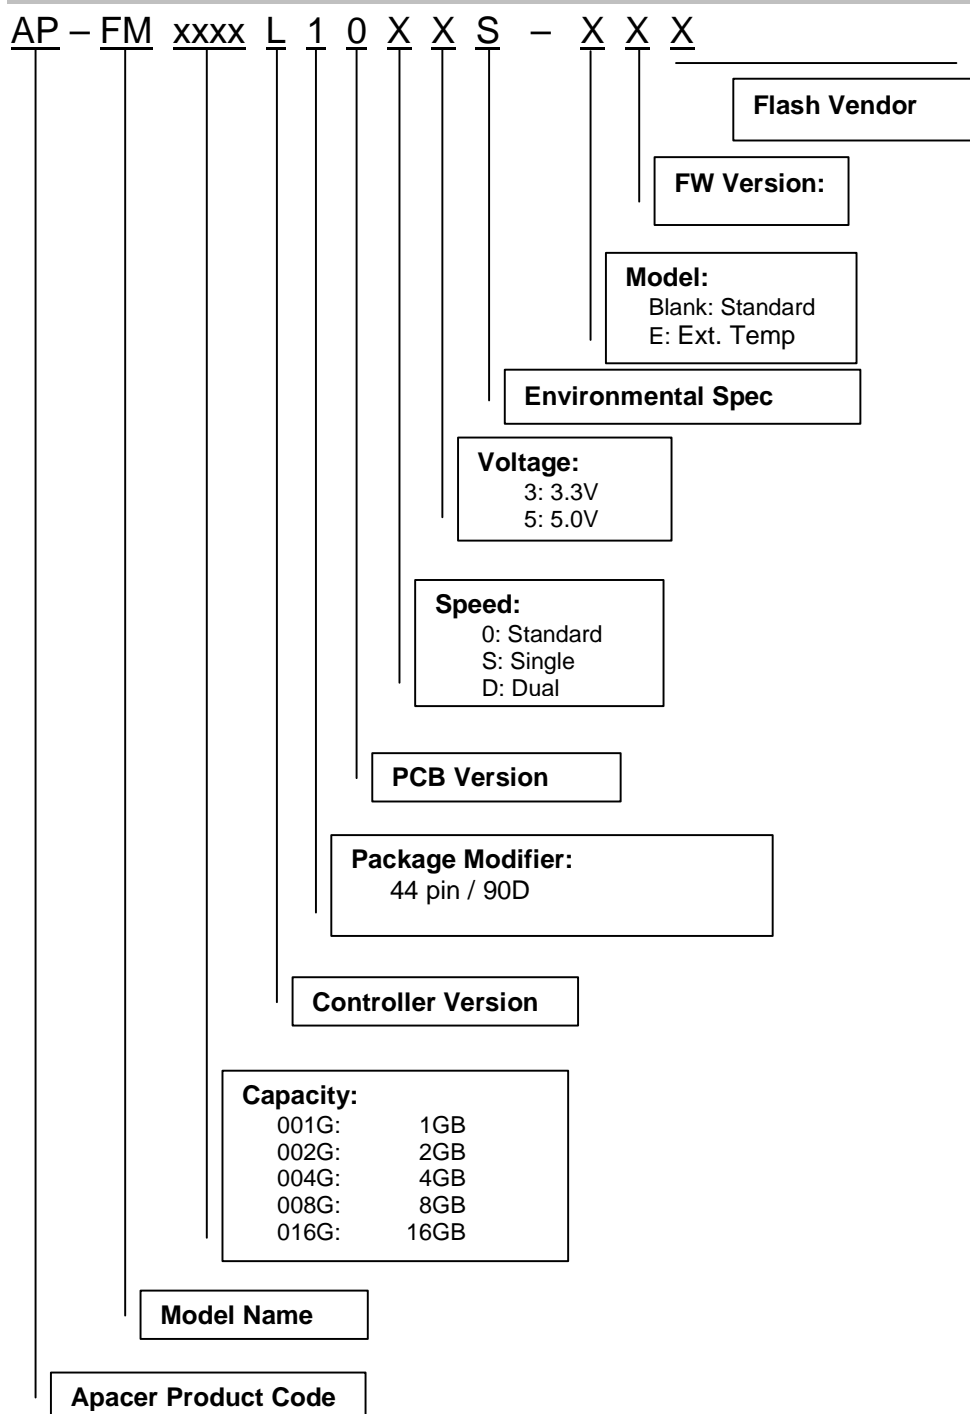 AP – FM xxxx L 1 0 X X S – X X X
Flash Vendor
FW Version:
Model:
Blank: Standard
E: Ext. Temp
Environmental Spec
Voltage:
3: 3.3V
5: 5.0V
Speed:
0: Standard
S: Single
D: Dual
PCB Version
Package Modifier:
44 pin / 90D
Controller Version
Capacity:
001G: 1GB
002G: 2GB
004G: 4GB
008G: 8GB
016G: 16GB
Model Name
Apacer Product Code